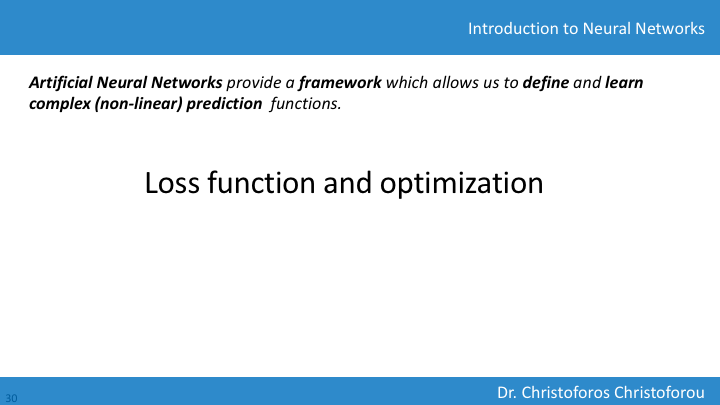 Introduction to Neural Networks
Artificial Neural Networks provide a framework which allows us to define and learn
complex (non-linear) prediction functions.
Loss function and optimization
Dr. Christoforos Christoforou
30